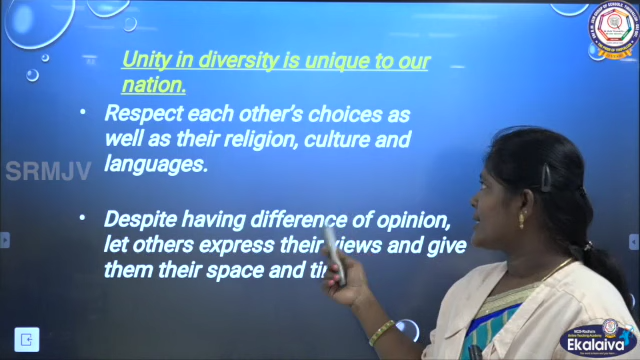 Unity in diversity is unique to our
nation.
• Respect each other's choices as
well as their religion, culture and
languages.
SRMJV
• Despite having difference of opinion,
let others express their views and give
them their space and
Ekalaiva